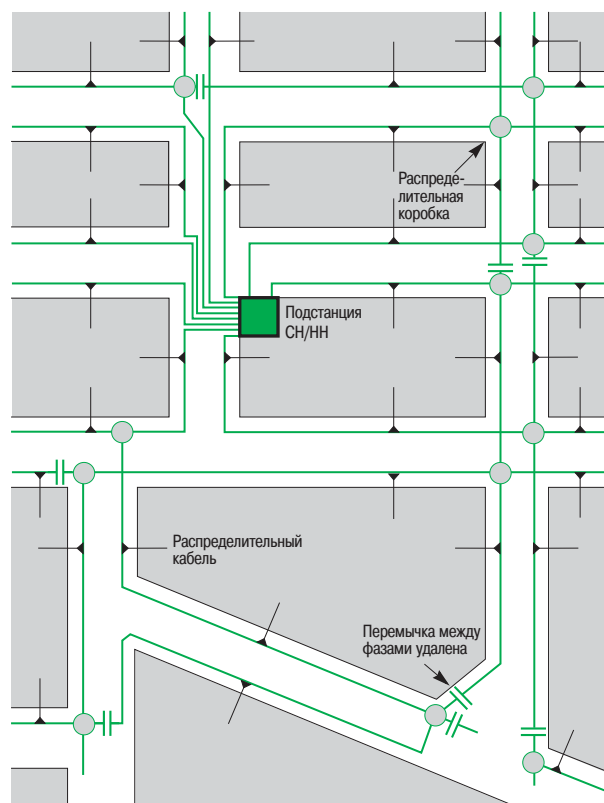 Распреде-
лительная
коробка
Подстанция
СН/НН
Распределительный
кабель
Перемычка между
фазами удалена